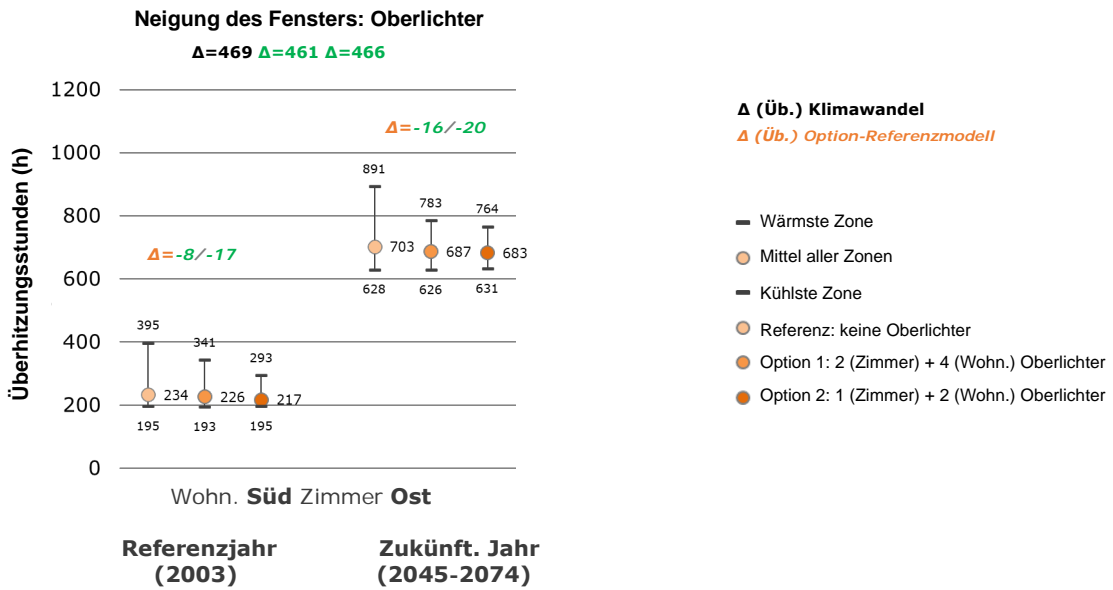 Neigung des Fensters: Oberlichter
Δ=469 Δ=461 Δ=466
Überhitzungsstunden (h)
1200
1000
800
600
400
200
0
Δ=-8/-17
Δ=-16/-20
395
341
293
234
226
217
195
193
195
891
783
764
703
687
683
628
626
631
Wohn. Süd Zimmer Ost
Referenzjahr
(2003)
Zukünft. Jahr
(2045-2074)
Δ (Üb.) Klimawandel
Δ (Üb.) Option-Referenzmodell
Wärmste Zone
Mittel aller Zonen
Kühlste Zone
Referenz: keine Oberlichter
Option 1: 2 (Zimmer) + 4 (Wohn.) Oberlichter
Option 2: 1 (Zimmer) + 2 (Wohn.) Oberlichter